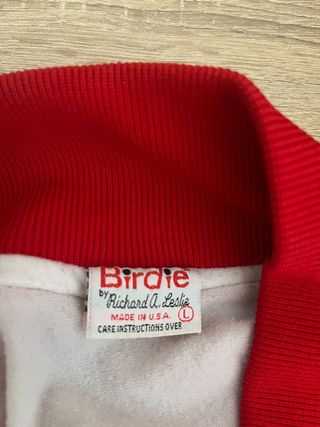 Birdie
by Richard A. Leslie
MADE IN U.S.A. L
CARE INSTRUCTIONS OVER